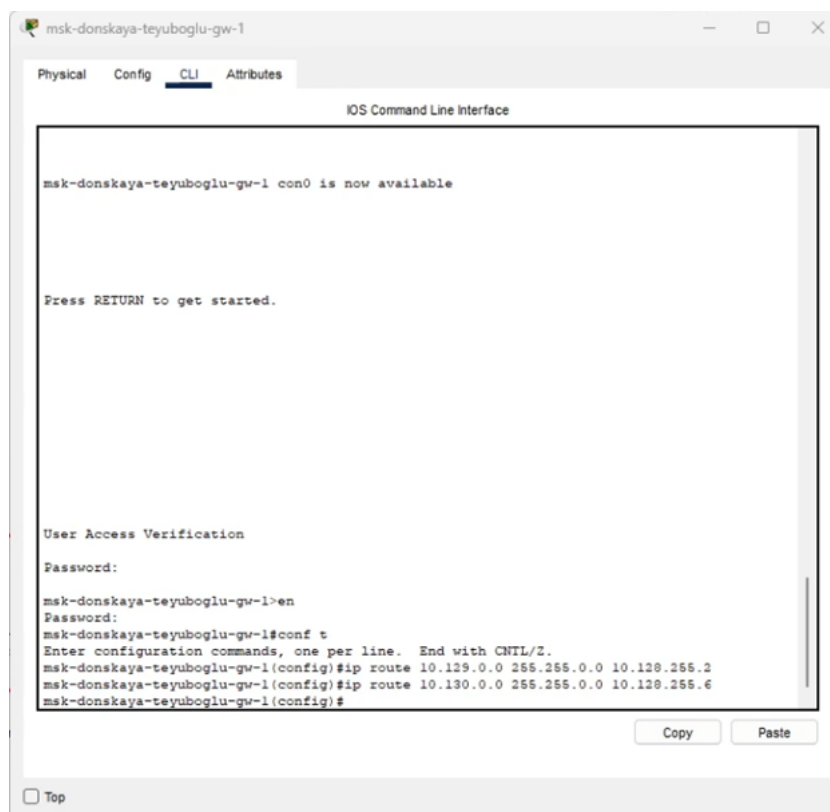 msk-donskaya-teyuboglu-gw-1
Physical Config CLI Attributes
IOS Command Line Interface
msk-donskaya-teyuboglu-gw-1 con0 is now available
Press RETURN to get started.
User Access Verification
Password:
msk-donskaya-teyuboglu-gw-1>en
Password:
msk-donskaya-teyuboglu-gw-1#conf t
Enter configuration commands, one per line.  End with CNTL/Z.
msk-donskaya-teyuboglu-gw-1(config)#ip route 10.129.0.0 255.255.0.0 10.128.255.2
msk-donskaya-teyuboglu-gw-1(config)#ip route 10.130.0.0 255.255.0.0 10.128.255.6
msk-donskaya-teyuboglu-gw-1(config)#
Copy Paste
Top